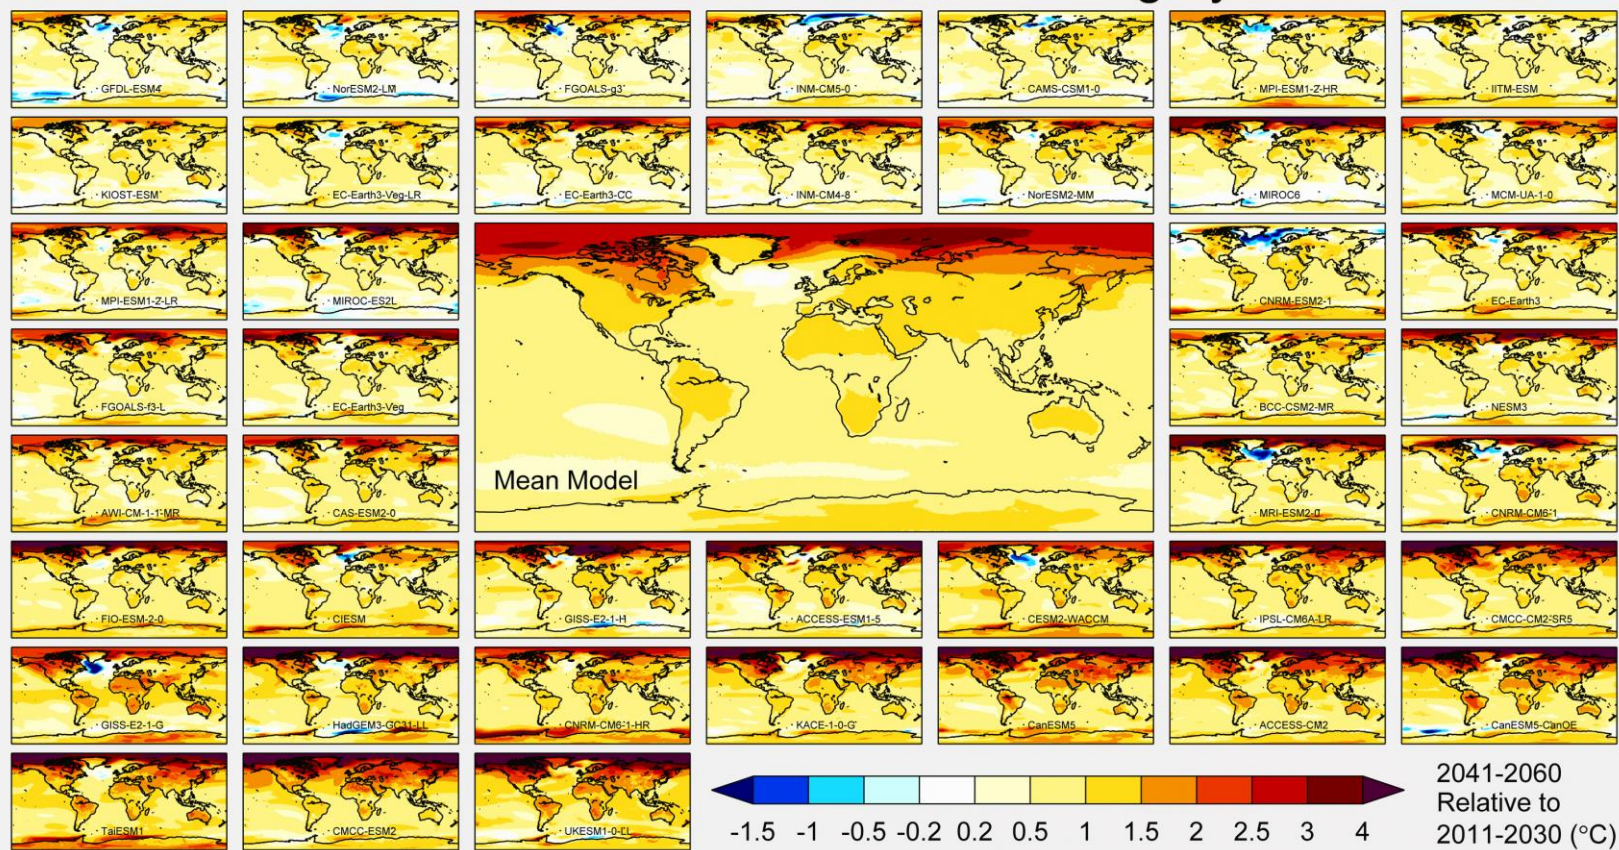 GFDL-ESM4
NorESM2-LM
FGOALS-g3
INM-CM5-0
CAMS-CSM1-0
MPI-ESM1-2-HR
IITM-ESM
KIOST-ESM
EC-Earth3-Veg-LR
EC-Earth3-CC
INM-CM4-8
NorESM2-MM
MIROC6
MCM-UA-1-0
MPI-ESM1-2-LR
MIROC-ES2L
CNRM-ESM2-1
EC-Earth3
FGOALS-f3-L
EC-Earth3-Veg
BCC-CSM2-MR
NESM3
Mean Model
AWI-CM-1-1-MR
CAS-ESM2-0
MRI-ESM2-0
CNRM-CM6-1
FIO-ESM-2-0
CIESM
GISS-E2-1-H
ACCESS-ESM1-5
CESM2-WACCM
IPSL-CM6A-LR
CMCC-CM2-SR5
GISS-E2-1-G
HadGEM3-GC31-LL
CNRM-CM6-1-HR
KACE-1-0-G
CanESM5
ACCESS-CM2
CanESM5-CanOE
TaiESM1
CMCC-ESM2
UKESM1-0-LL
-1.5 -1 -0.5 -0.2 0.2 0.5 1 1.5 2 2.5 3 4
2041-2060
Relative to
2011-2030 (°C)